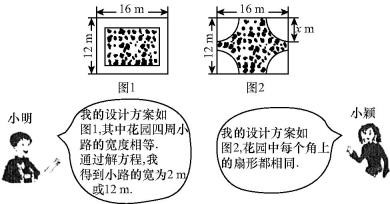 16 m
12 m
图1
16 m
12 m
x m
图2
小明
我的设计方案如
图1,其中花园四周小
路的宽度相等.
通过解方程,我
得到小路的宽为2 m
或12 m.
我的设计方案如
图2,花园中每个角上
的扇形都相同.
小颖